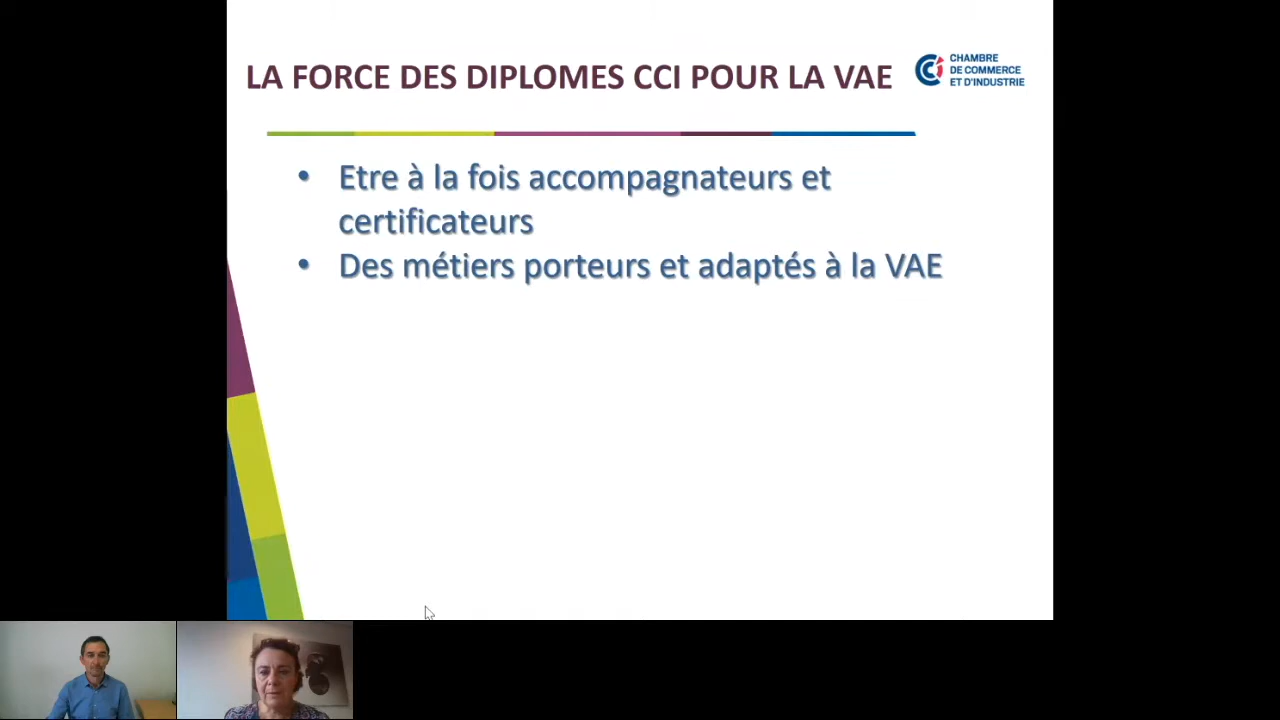 LA FORCE DES DIPLOMES CCI POUR LA VAE
CHAMBRE
DE COMMERCE
ET D'INDUSTRIE
• Etre à la fois accompagnateurs et
certificateurs
• Des métiers porteurs et adaptés à la VAE